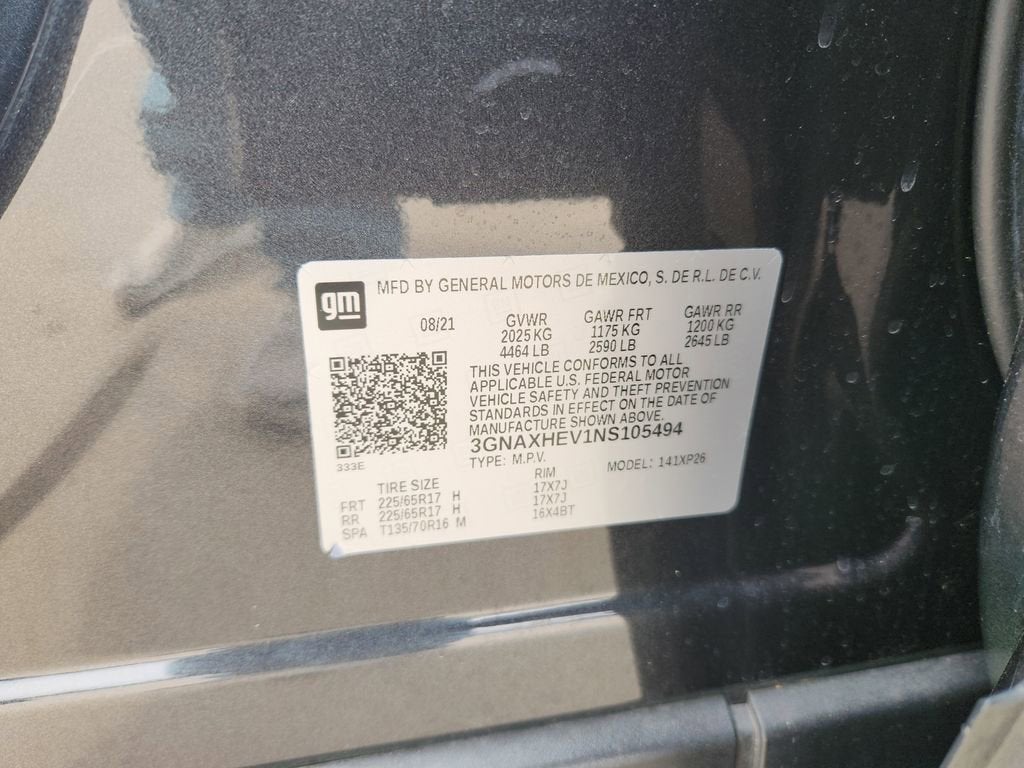 gm
MFD BY GENERAL MOTORS DE MEXICO, S. DE R.L. DE C.V.
08/21 GVWR GAWR FRT GAWR RR
2025 KG 1175 KG 1200 KG
4464 LB 2590 LB 2645 LB
THIS VEHICLE CONFORMS TO ALL
APPLICABLE U.S. FEDERAL MOTOR
VEHICLE SAFETY AND THEFT PREVENTION
STANDARDS IN EFFECT ON THE DATE OF
MANUFACTURE SHOWN ABOVE.
3GNAXHEV1NS105494
333E
TYPE: M.P.V. MODEL: 141XP26
TIRE SIZE RIM
FRT 225/65R17 H 17X7J
RR 225/65R17 H 17X7J
SPA T135/70R16 M 16X4BT